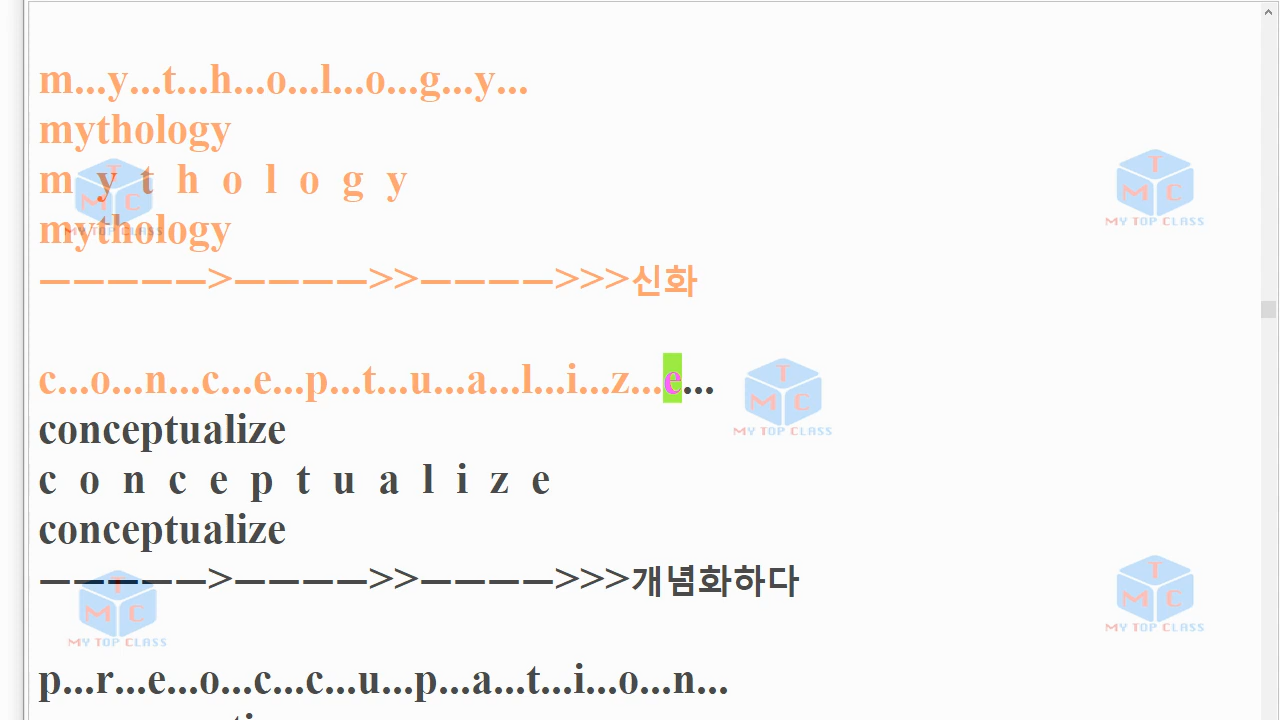 m...y...t...h...o...l...o...g...y...
mythology
m y t h o l o g y
mythology
—————>————>>————>>>신화
c...o...n...c...e...p...t...u...a...l...i...z...e...
conceptualize
c o n c e p t u a l i z e
conceptualize
—————>————>>————>>>개념화하다
p...r...e...o...c...c...u...p...a...t...i...o...n...
T M C
MY TOP CLASS
T M C
MY TOP CLASS
T M C
MY TOP CLASS
T M C
MY TOP CLASS
T M C
MY TOP CLASS